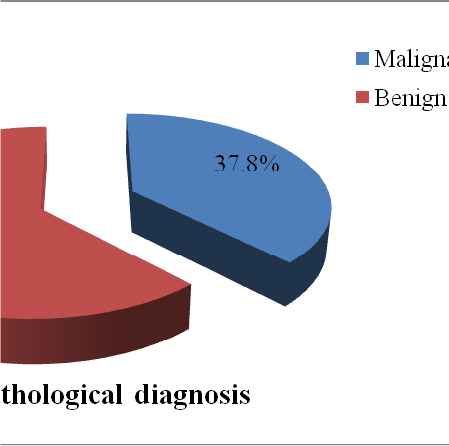 Maligna
Benign
37.8%
thological diagnosis